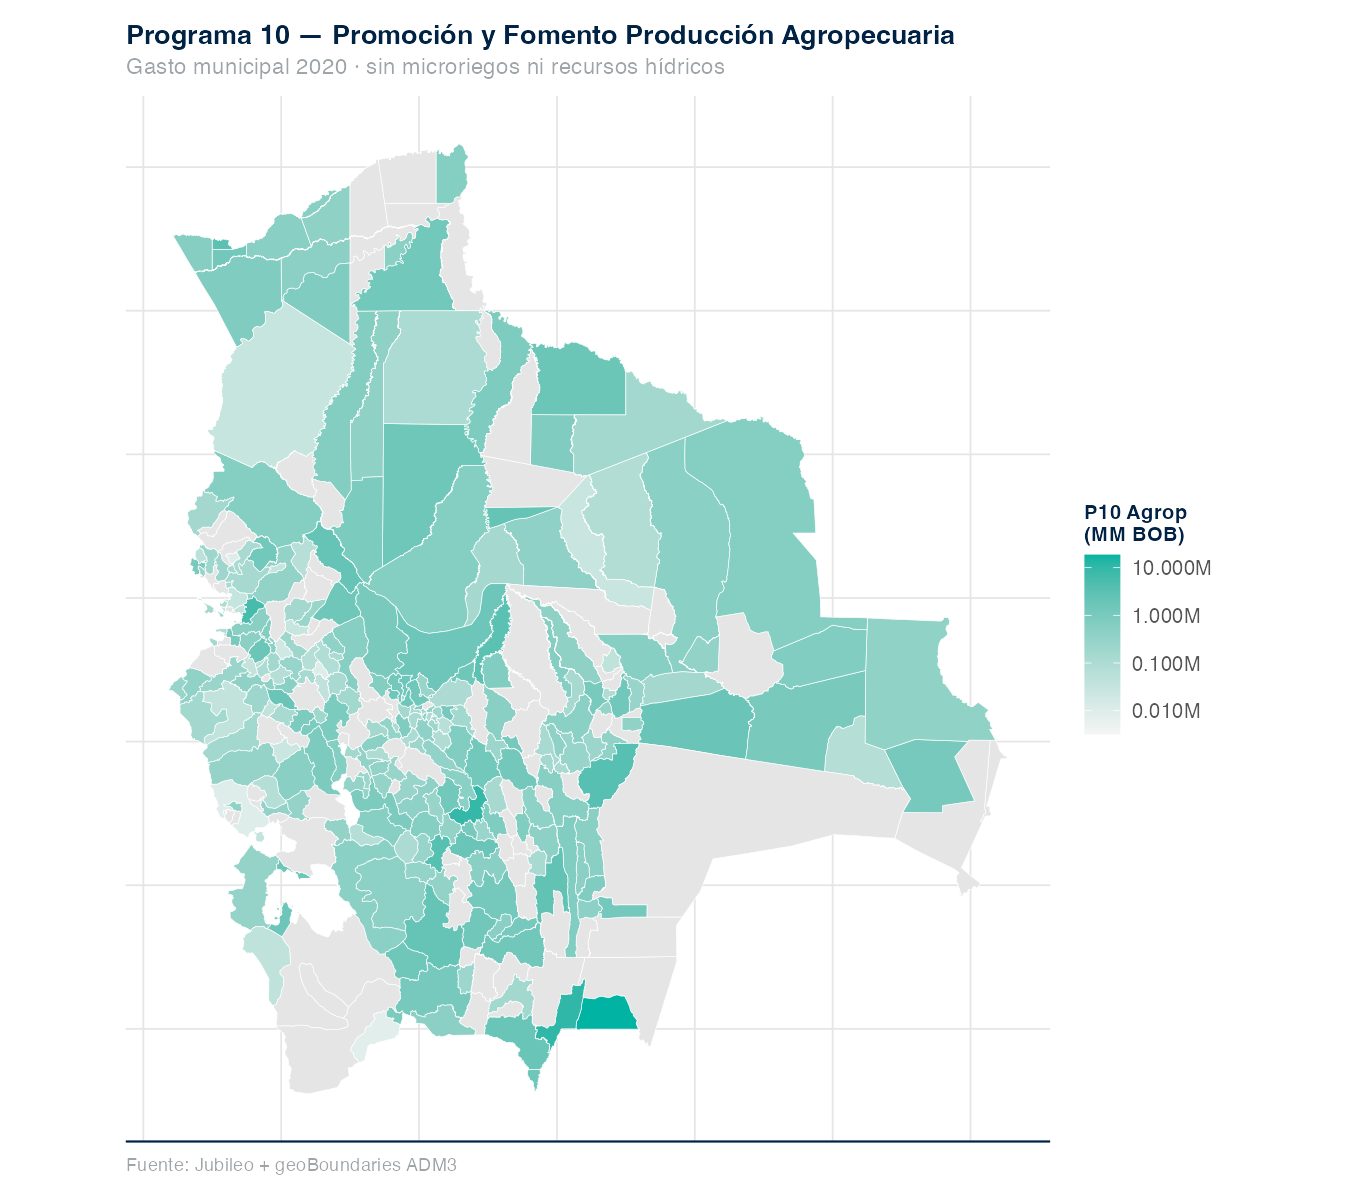 Programa 10 — Promoción y Fomento Producción Agropecuaria
Gasto municipal 2020 · sin microriegos ni recursos hídricos
P10 Agrop
(MM BOB)
10.000M
1.000M
0.100M
0.010M
Fuente: Jubileo + geoBoundaries ADM3